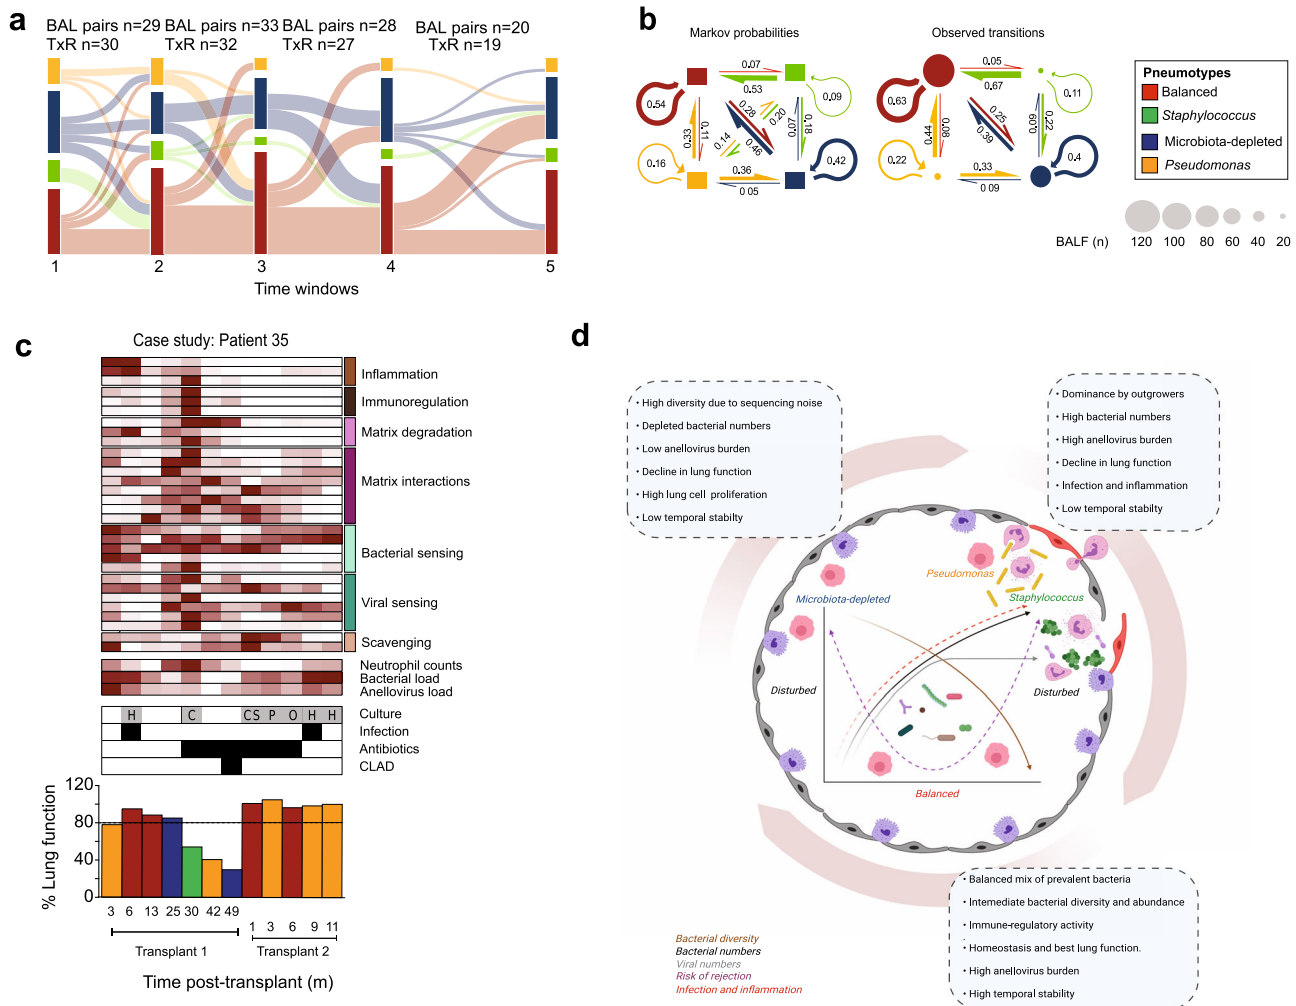 a
BAL pairs n=29 BAL pairs n=33 BAL pairs n=28 BAL pairs n=20
TxR n=30 TxR n=32 TxR n=27 TxR n=19
1 2 3 4 5
Time windows
b
Markov probabilities
0.07
0.53
0.54
0.09
0.33
0.11
0.28
0.46
0.20
0.14
0.07
0.18
0.16
0.42
0.36
0 05
Observed transitions
0.05
0.67
0.63
0.11
0.44
0.06
0.25
0.39
0.09
0.22
0.22
0.4
0.33
0 09
Pneumotypes
Balanced
Staphylococcus
Microbiota-depleted
Pseudomonas
BALF (n)
120 100 80 60 40 20
c
Case study: Patient 35
Inflammation
Immunoregulation
Matrix degradation
Matrix interactions
Bacterial sensing
Viral sensing
Scavenging
Neutrophil counts
Bacterial load
Anellovirus load
H C CS P O H H Culture
Infection
Antibiotics
CLAD
% Lung function
120
80
40
0
3 6 13 25 30 42 49 1 3 6 9 11
Transplant 1 Transplant 2
Time post-transplant (m)
d
• High diversity due to sequencing noise
• Depleted bacterial numbers
• Low anellovirus burden
• Decline in lung function
• High lung cell proliferation
• Low temporal stabilty
• Dominance by outgrowers
• High bacterial numbers
• High anellovirus burden
• Decline in lung function
• Infection and inflammation
• Low temporal stabilty
Pseudomonas
Microbiota-depleted
Staphylococcus
Disturbed
Disturbed
Balanced
• Balanced mix of prevalent bacteria
• Intemediate bacterial diversity and abundance
• Immune-regulatory activity
• Homeostasis and best lung function.
• High anellovirus burden
• High temporal stability
Bacterial diversity
Bacterial numbers
Viral numbers
Risk of rejection
Infection and inflammation